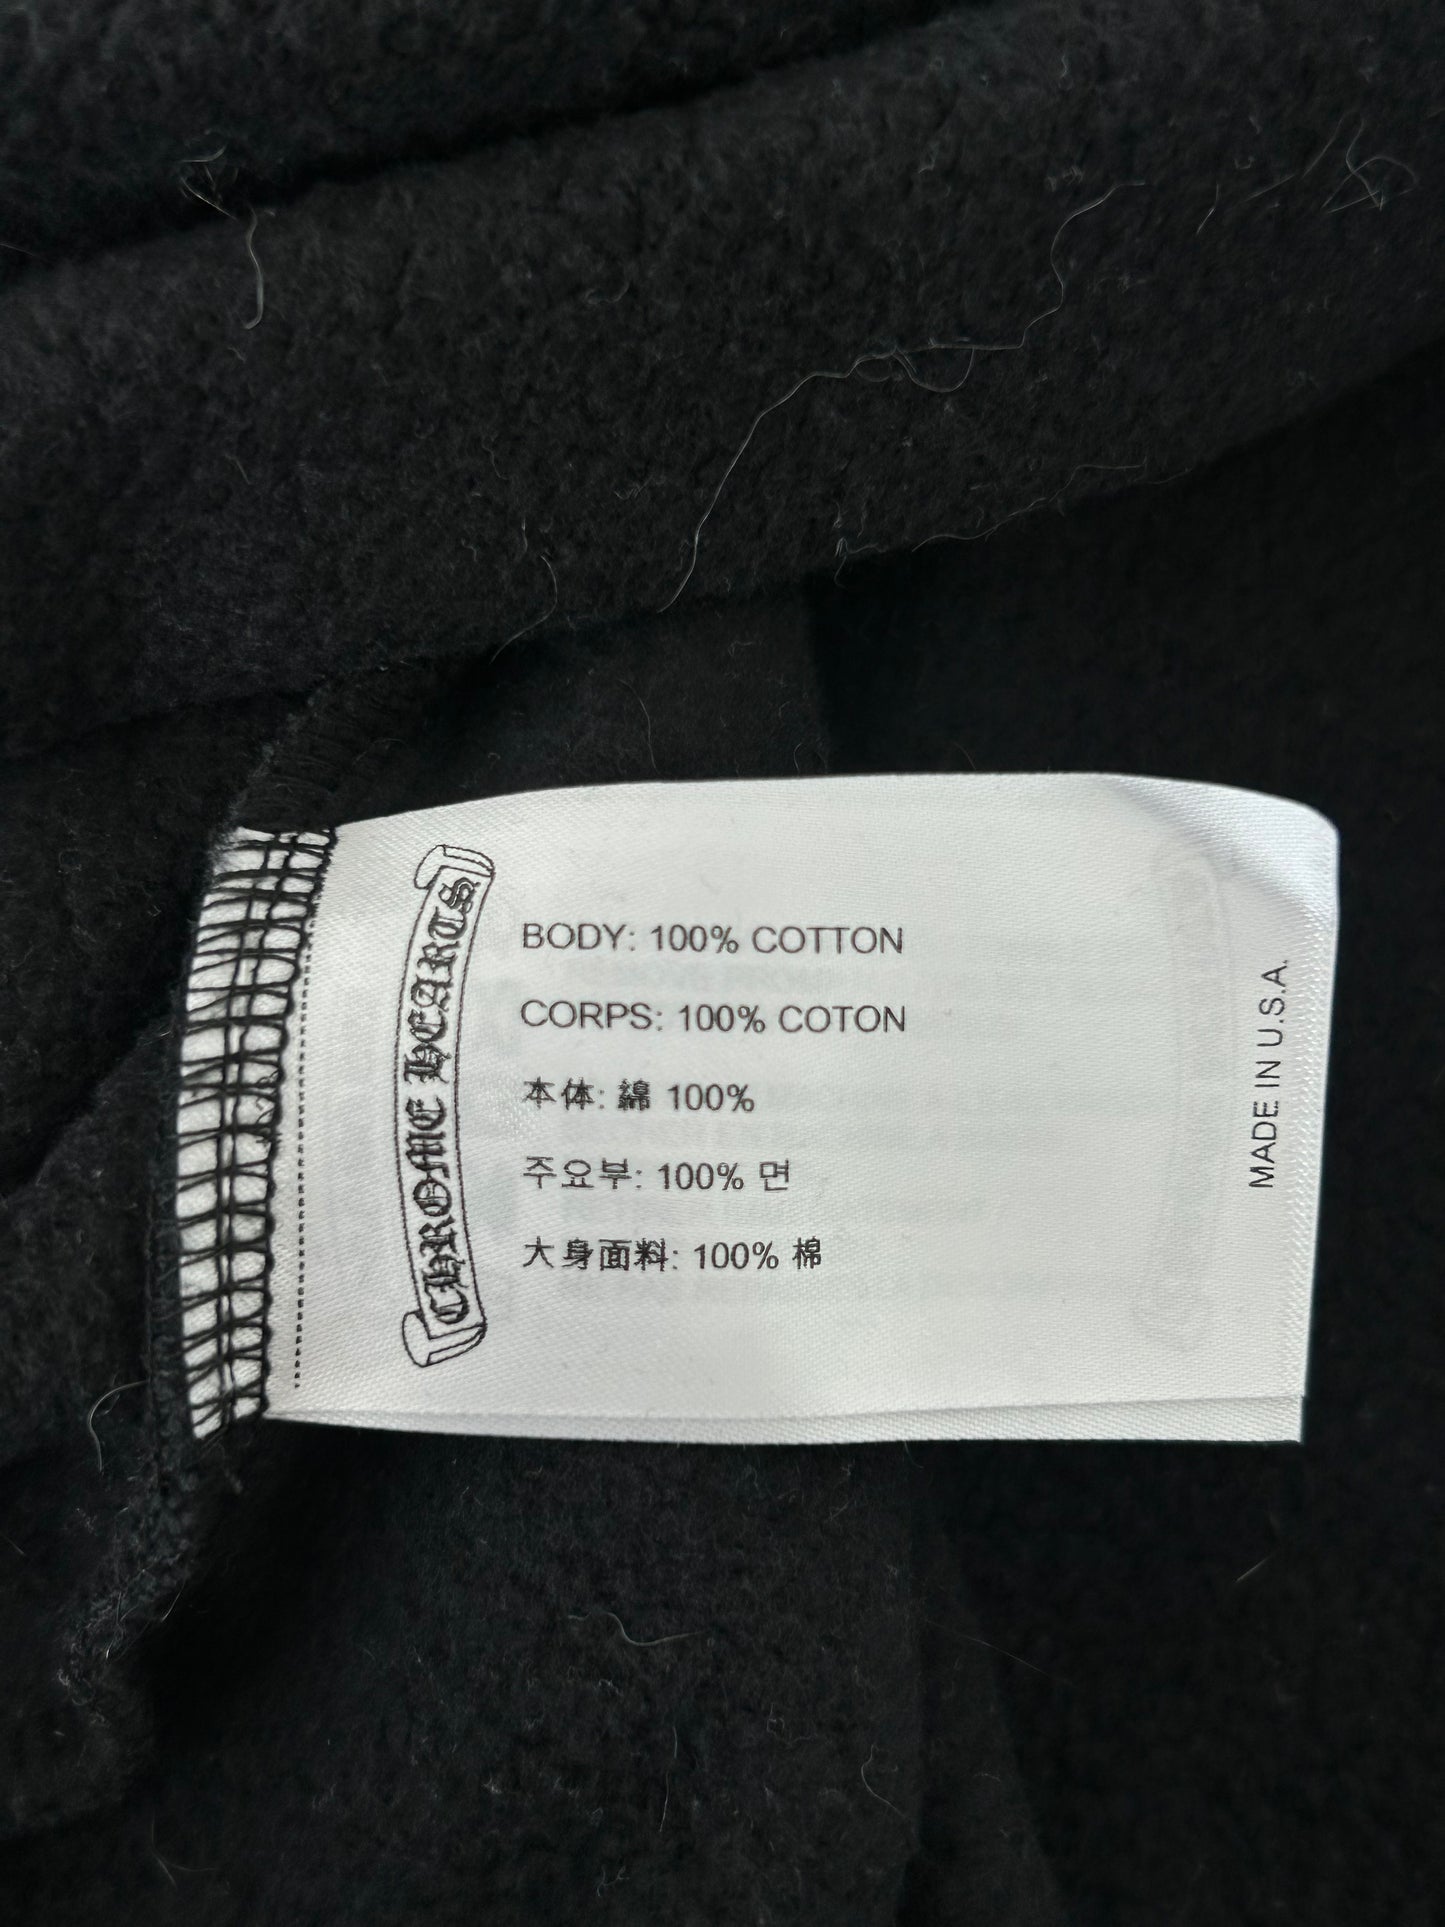 CHROME HEARTS
BODY: 100% COTTON
CORPS: 100% COTON
本体: 綿 100%
주요부: 100% 면
大身面料: 100% 棉
MADE IN U.S.A.